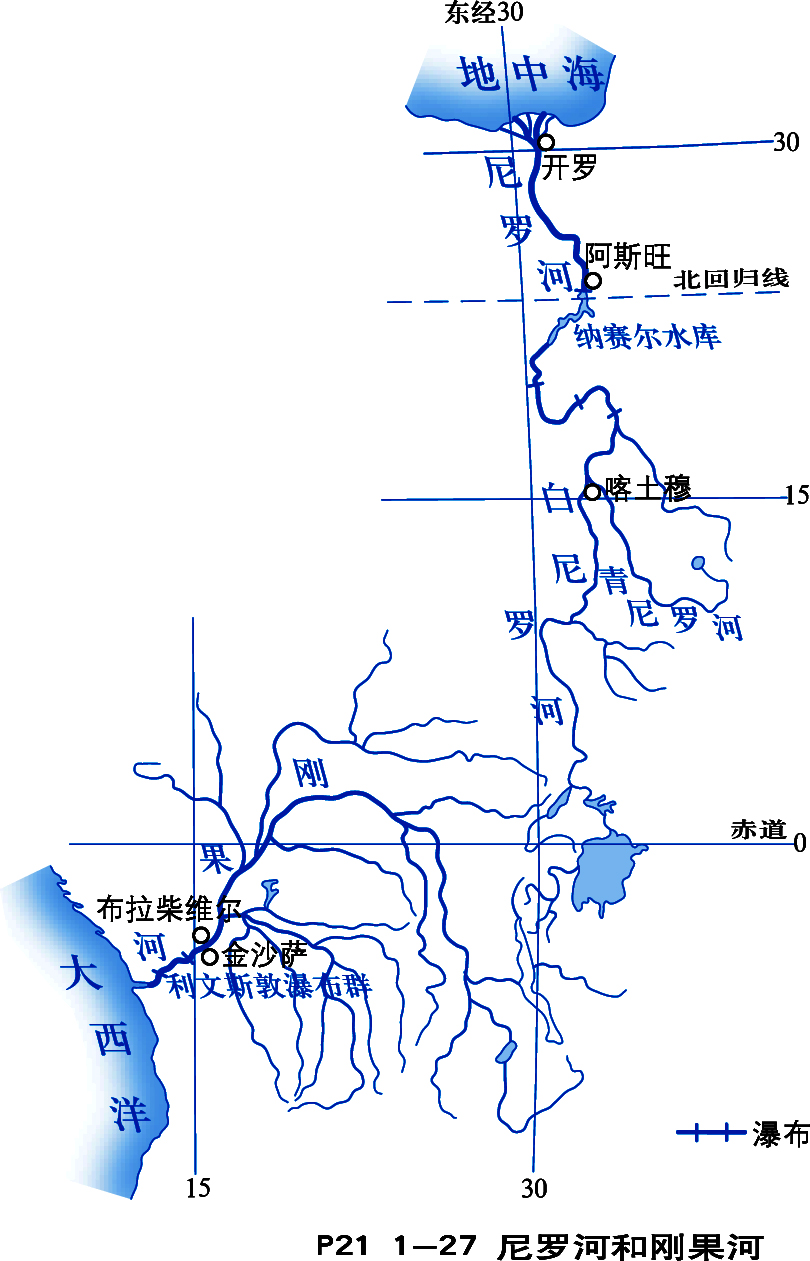 东经30
地中海
30
开罗
尼罗河
阿斯旺
北回归线
纳赛尔水库
喀土穆
15
白尼罗河
青尼罗河
刚果河
赤道
0
布拉柴维尔
金沙萨
利文斯敦瀑布群
大西洋
瀑布
15
30
P21 1—27 尼罗河和刚果河